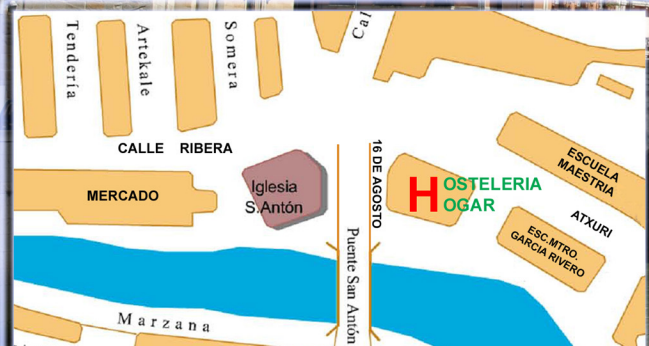 Tendería
Artekale
Somera
Cal
CALLE RIBERA
16 DE AGOSTO
MERCADO
Iglesia
S.Antón
HOSTELERIA
HOGAR
ESCUELA
MAESTRIA
ATXURI
ESC.MTRO.
GARCIA RIVERO
Puente San Antón
Marzana